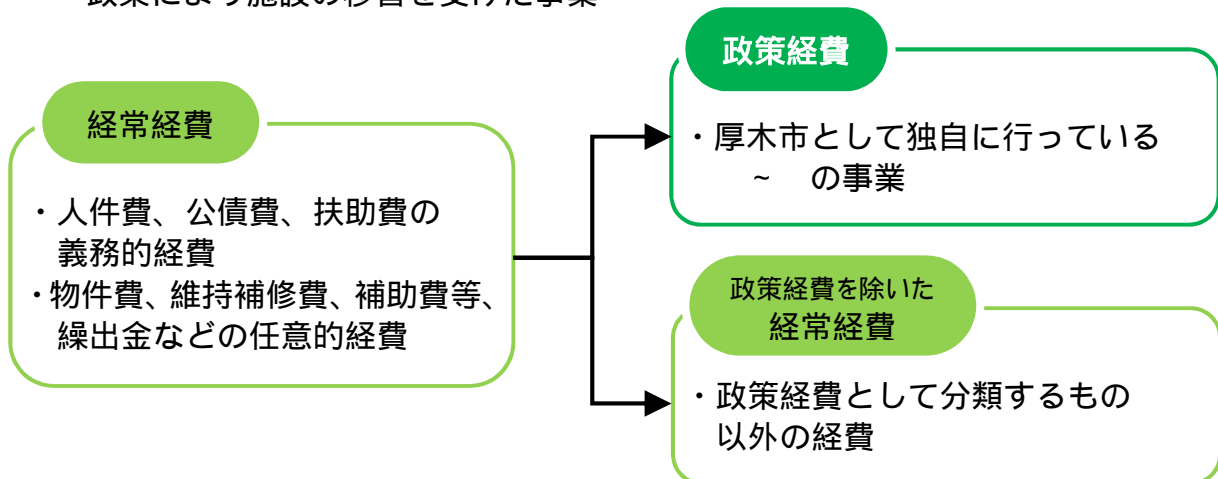 経常経費
・人件費、公債費、扶助費の
義務的経費
・物件費、維持補修費、補助費等、
繰出金などの任意的経費
政策経費
・厚木市として独自に行っている
~ の事業
政策経費を除いた
経常経費
・政策経費として分類するもの
以外の経費